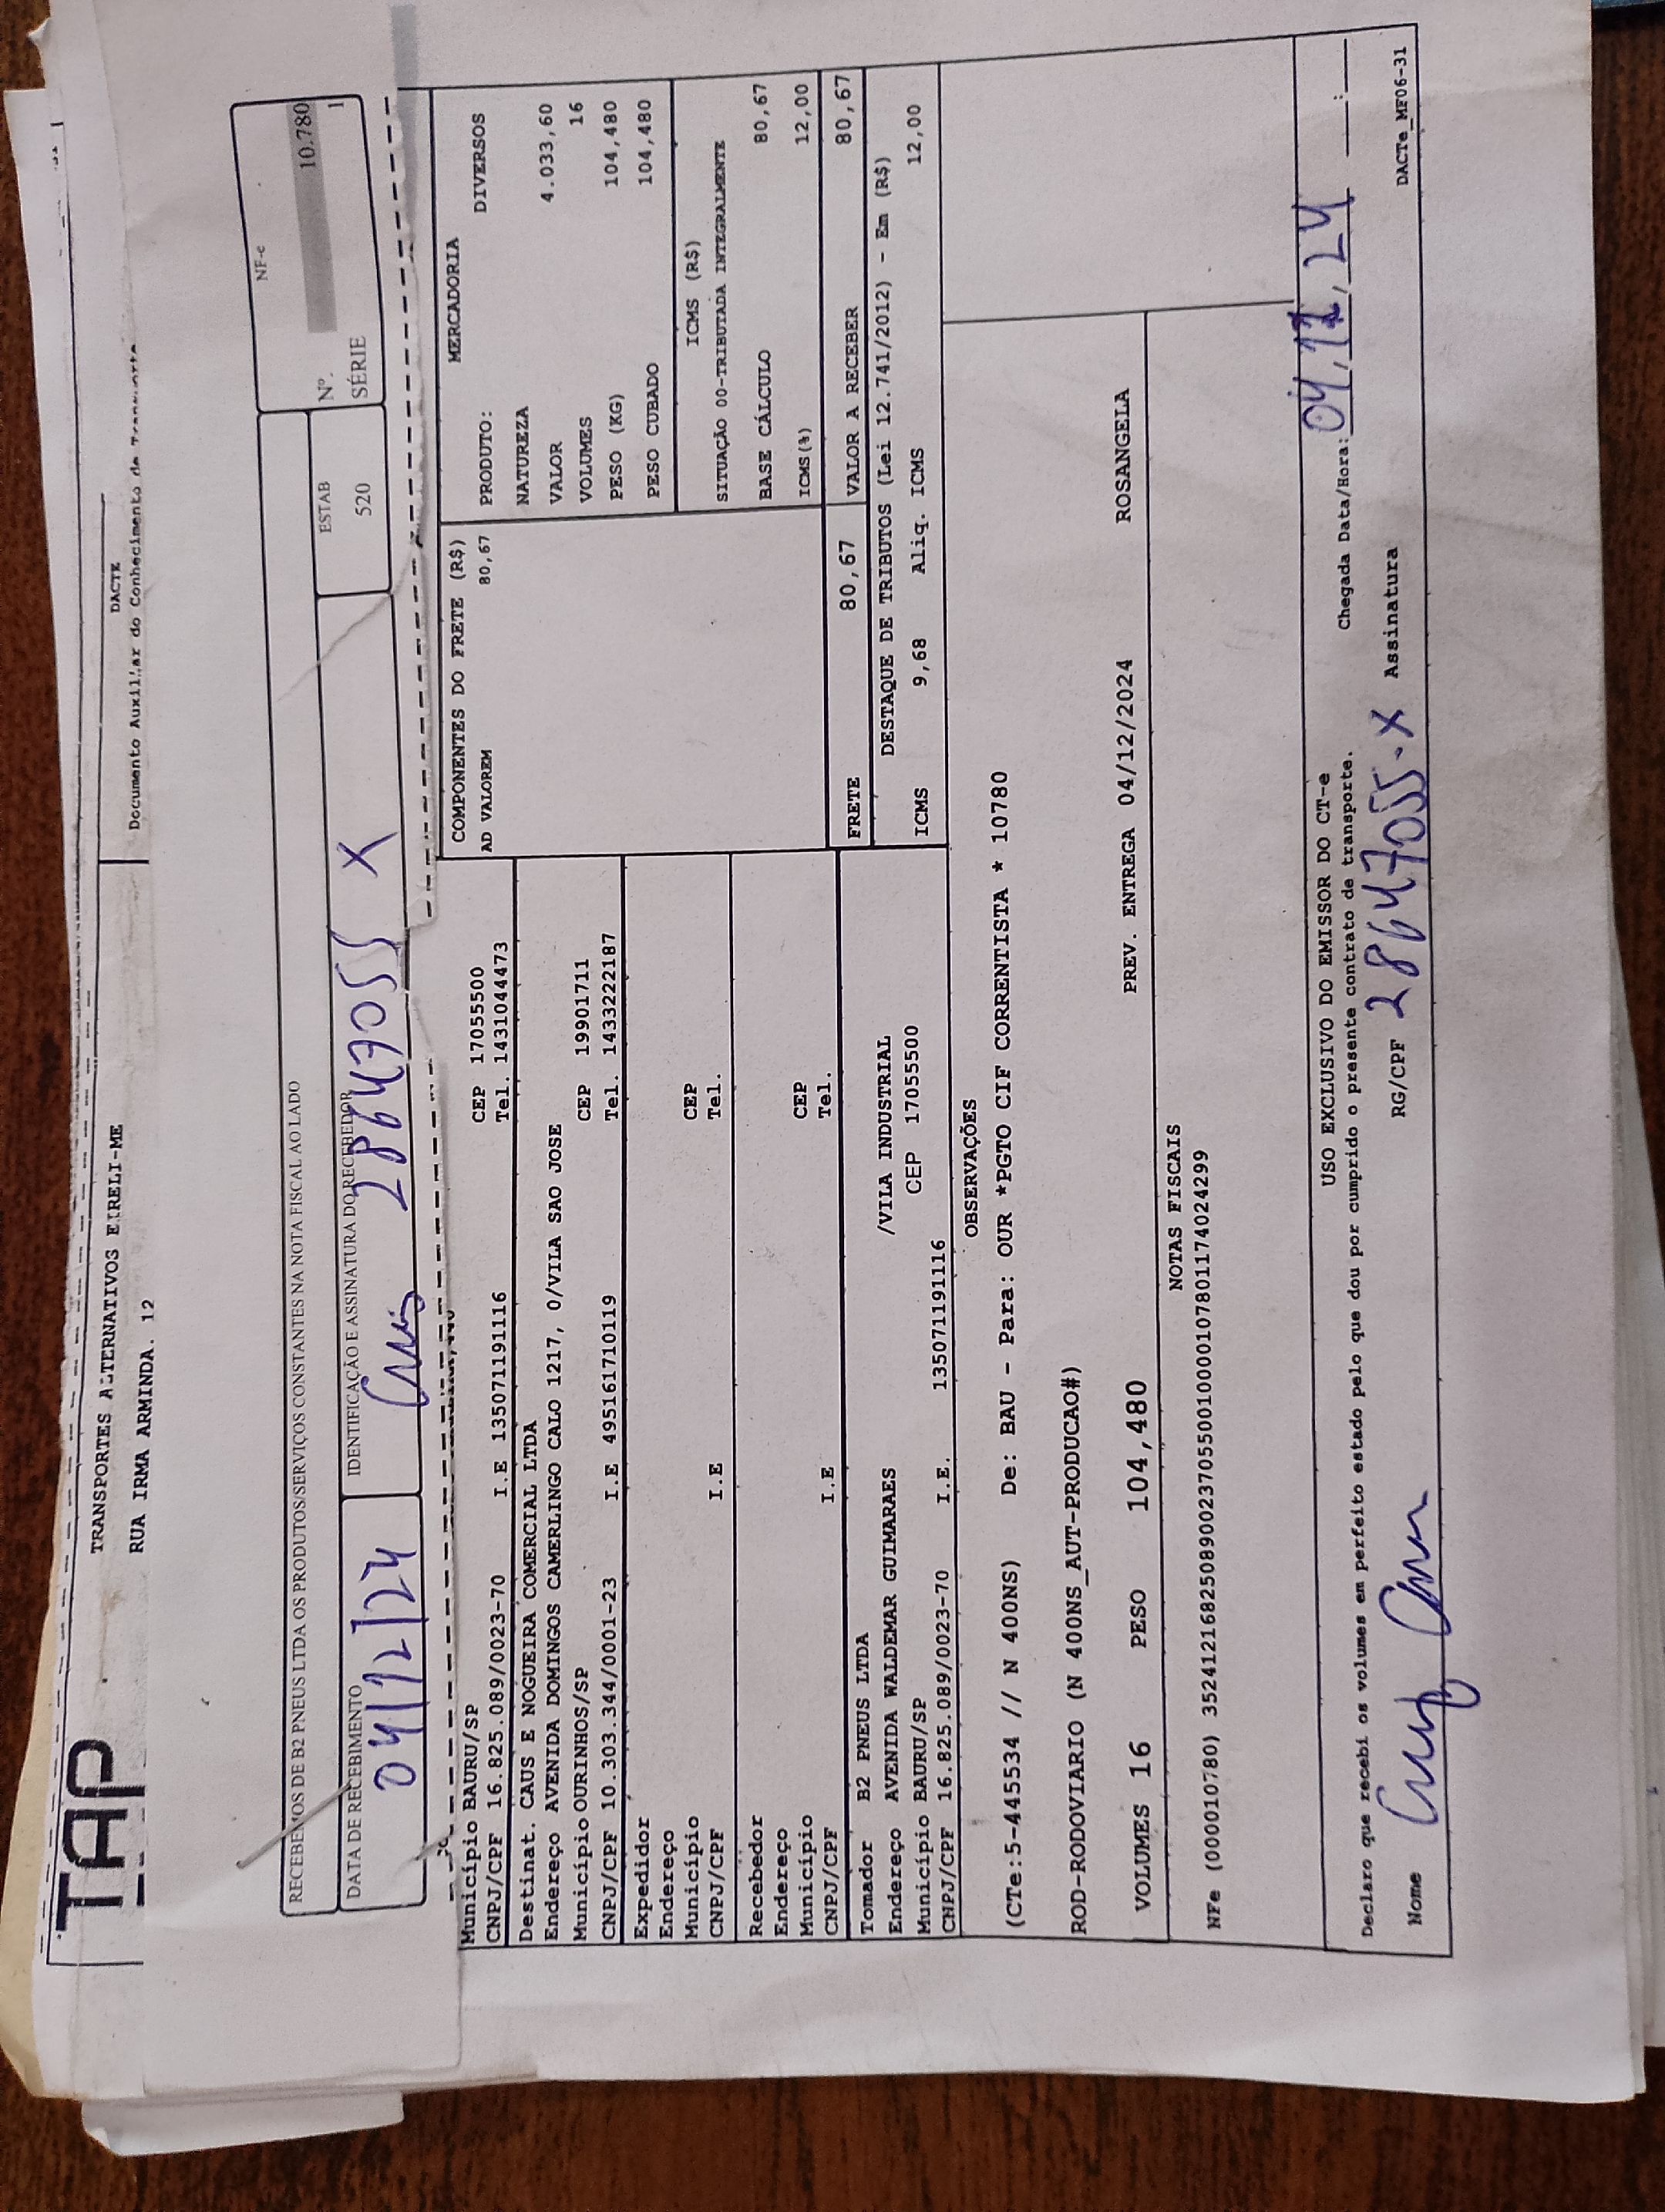 TAP
TRANSPORTES ALTERNATIVOS EIRELI-ME
RUA IRMA ARMINDA. 12
DACTE
Documento Auxiliar do Conhecimento de Transporte
RECEBEMOS DE B2 PNEUS LTDA OS PRODUTOS/SERVIÇOS CONSTANTES NA NOTA FISCAL AO LADO
NF-e
DATA DE RECEBIMENTO
04/12/24
IDENTIFICAÇÃO E ASSINATURA DO RECEBEDOR
28647055 X
ESTAB
520
Nº. 10.780
SÉRIE 1
Município BAURU/SP CEP 17055500
CNPJ/CPF 16.825.089/0023-70 I.E 135071191116 Tel. 1431044473
Destinat. CAUS E NOGUEIRA COMERCIAL LTDA
Endereço AVENIDA DOMINGOS CAMERLINGO CALO 1217, 0/VILA SAO JOSE
Município OURINHOS/SP CEP 19901711
CNPJ/CPF 10.303.344/0001-23 I.E 495161710119 Tel. 1433222187
Expedidor
Endereço
Município CEP
CNPJ/CPF I.E Tel.
Recebedor
Endereço
Município CEP
CNPJ/CPF I.E Tel.
Tomador B2 PNEUS LTDA
Endereço AVENIDA WALDEMAR GUIMARAES /VILA INDUSTRIAL
Município BAURU/SP CEP 17055500
CNPJ/CPF 16.825.089/0023-70 I.E. 135071191116
COMPONENTES DO FRETE (R$)
AD VALOREM 80,67
FRETE 80,67
MERCADORIA
PRODUTO: DIVERSOS
NATUREZA
VALOR 4.033,60
VOLUMES 16
PESO (KG) 104,480
PESO CUBADO 104,480
ICMS (R$)
SITUAÇÃO 00-TRIBUTADA INTEGRALMENTE
BASE CÁLCULO 80,67
ICMS(%) 12,00
VALOR A RECEBER 80,67
DESTAQUE DE TRIBUTOS (Lei 12.741/2012) - Em (R$)
ICMS 9,68 Aliq. ICMS 12,00
OBSERVAÇÕES
(CTe:5-445534 // N 400NS) De: BAU - Para: OUR *PGTO CIF CORRENTISTA * 10780
ROD-RODOVIARIO (N 400NS_AUT-PRODUCAO#)
VOLUMES 16 PESO 104,480 PREV. ENTREGA 04/12/2024 ROSANGELA
NOTAS FISCAIS
NFe (000010780) 35241216825089002370550010000107801174024299
USO EXCLUSIVO DO EMISSOR DO CT-e
Declaro que recebi os volumes em perfeito estado pelo que dou por cumprido o presente contrato de transporte.
Chegada Data/Hora: 04,12,24 :
Nome RG/CPF 28647055-X Assinatura
DACTe_MF06-31